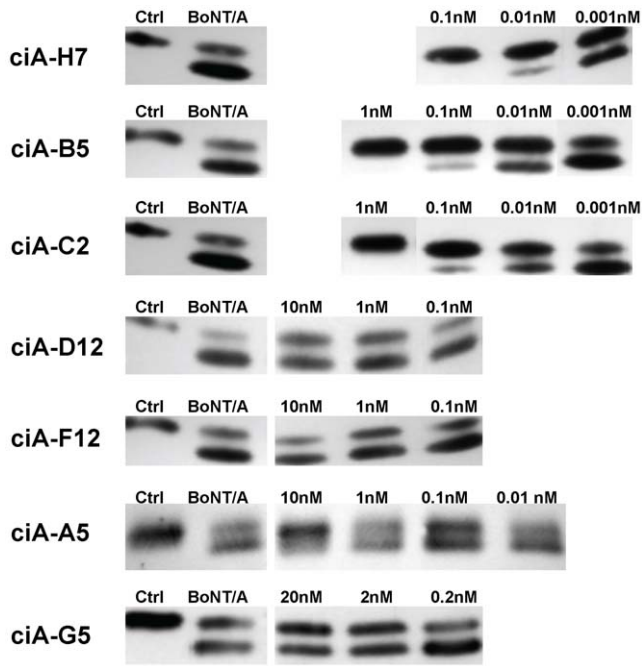 Ctrl BoNT/A 0.1nM 0.01nM 0.001nM
ciA-H7
Ctrl BoNT/A 1nM 0.1nM 0.01nM 0.001nM
ciA-B5
Ctrl BoNT/A 1nM 0.1nM 0.01nM 0.001nM
ciA-C2
Ctrl BoNT/A 10nM 1nM 0.1nM
ciA-D12
Ctrl BoNT/A 10nM 1nM 0.1nM
ciA-F12
Ctrl BoNT/A 10nM 1nM 0.1nM 0.01 nM
ciA-A5
Ctrl BoNT/A 20nM 2nM 0.2nM
ciA-G5